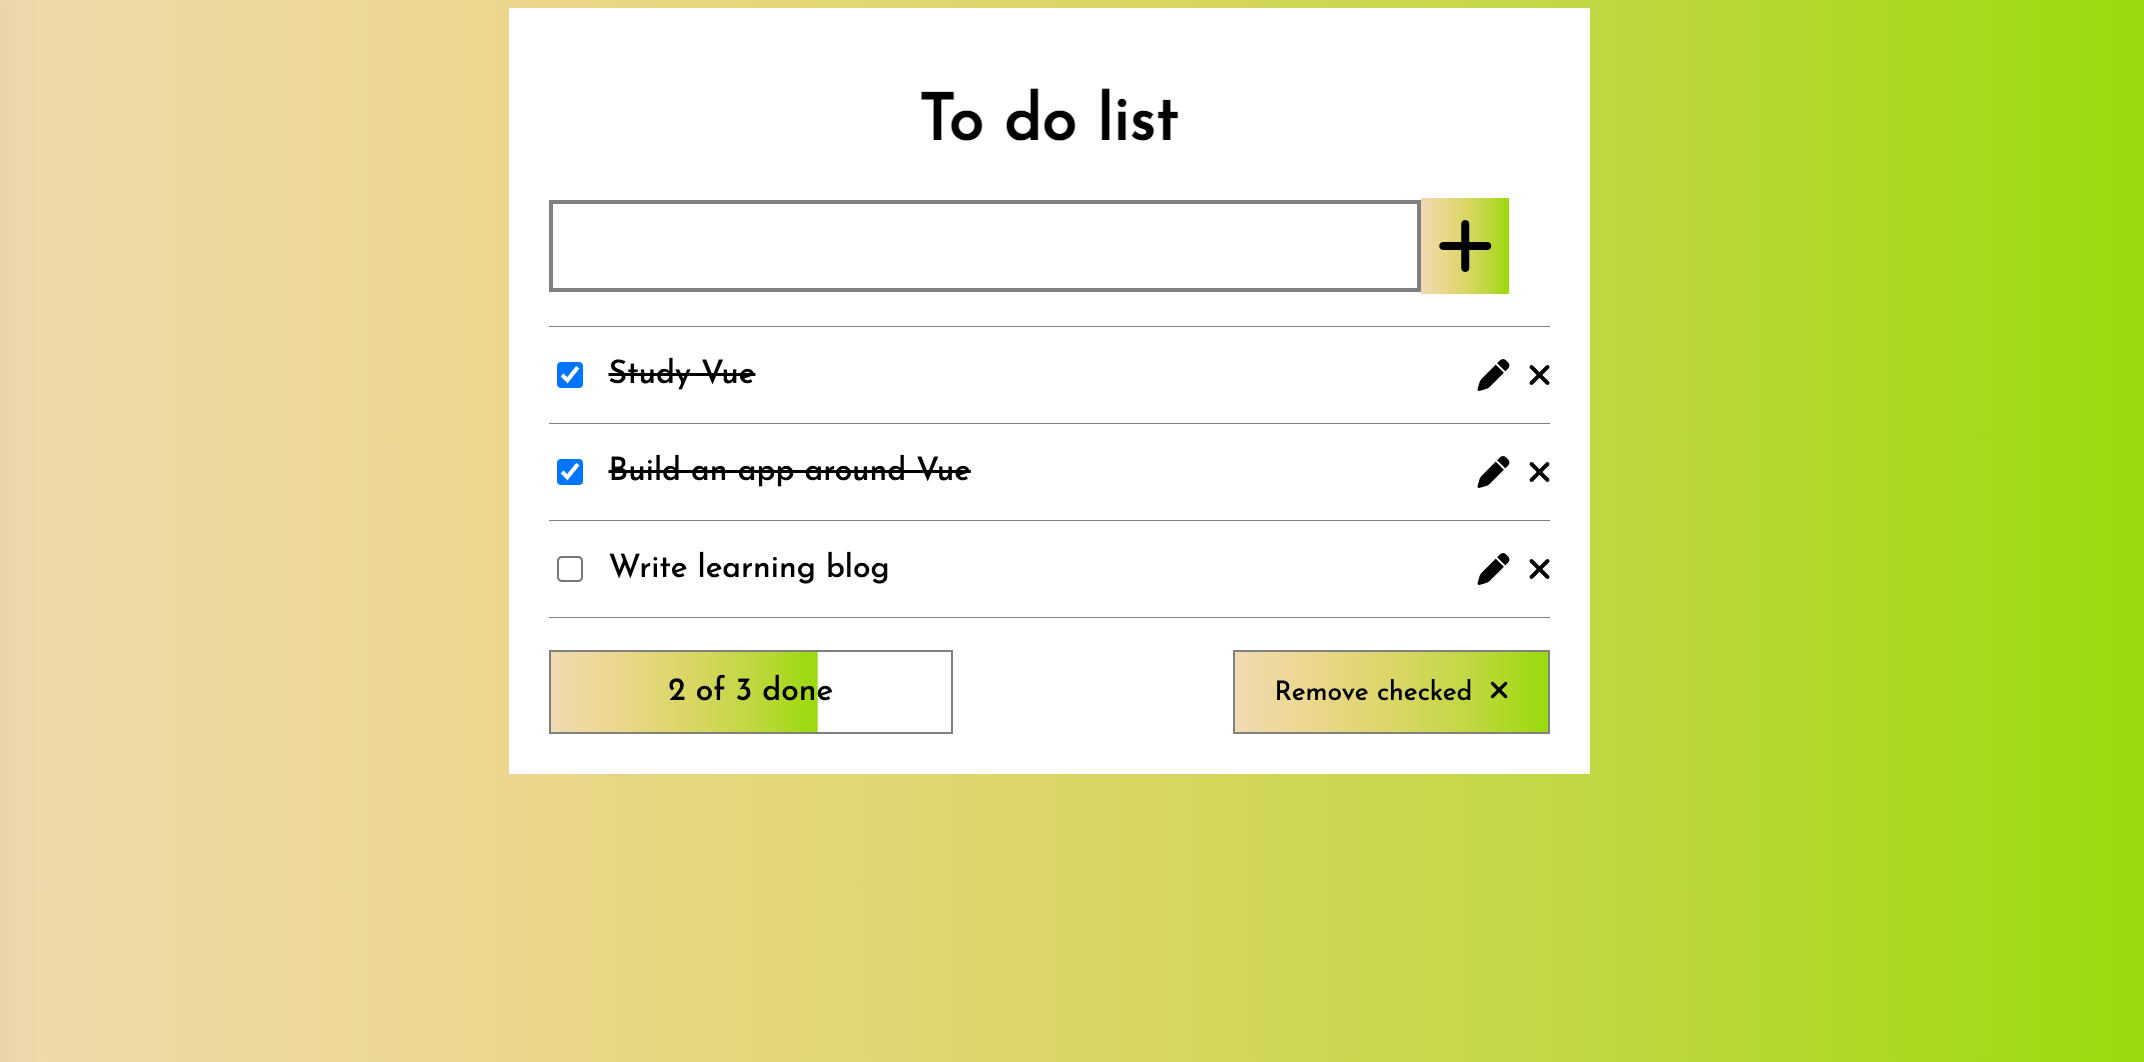 To do list
Study Vue
Build an app around Vue
Write learning blog
2 of 3 done
Remove checked